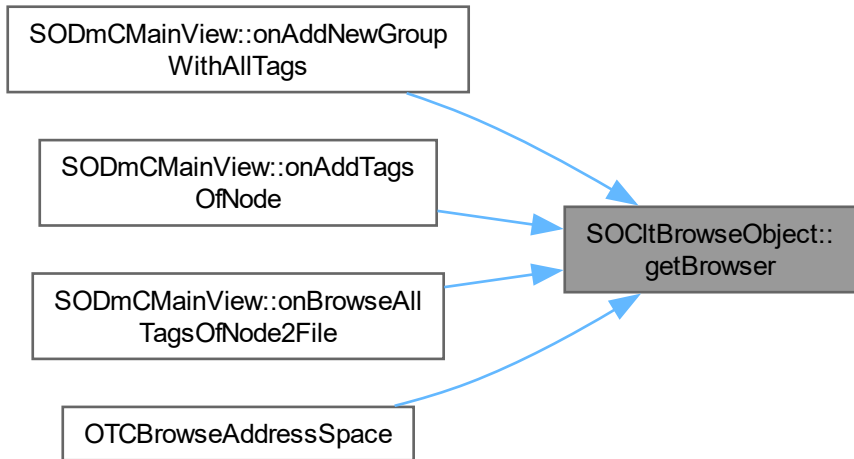 SODmCMainView::onAddNewGroup
WithAllTags
SODmCMainView::onAddTags
OfNode
SOCltBrowseObject::
getBrowser
SODmCMainView::onBrowseAll
TagsOfNode2File
OTCBrowseAddressSpace